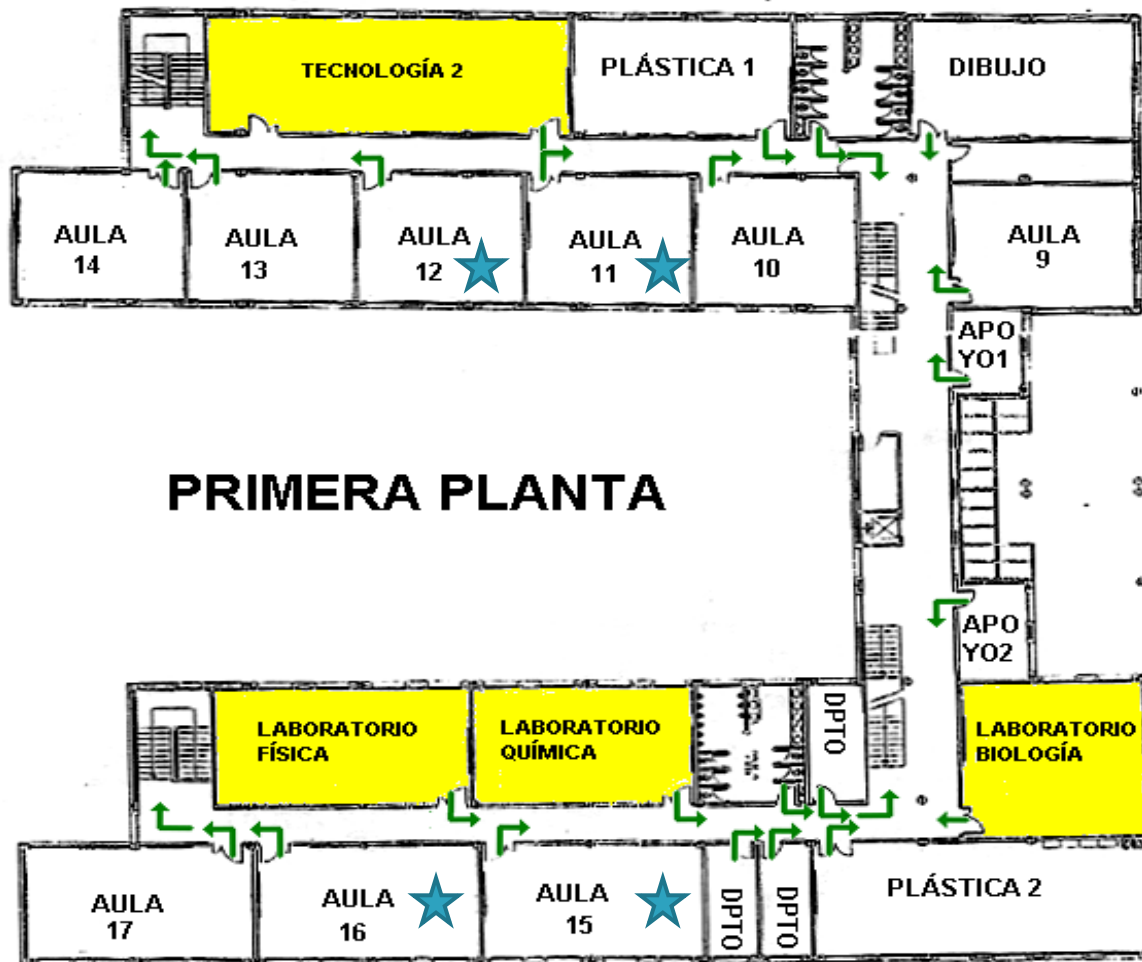 TECNOLOGÍA 2
PLÁSTICA 1
DIBUJO
AULA
14
AULA
13
AULA
12
AULA
11
AULA
10
AULA
9
APO
YO1
PRIMERA PLANTA
APO
YO2
LABORATORIO
FÍSICA
LABORATORIO
QUÍMICA
DPTO
LABORATORIO
BIOLOGÍA
AULA
17
AULA
16
AULA
15
DPTO
DPTO
PLÁSTICA 2